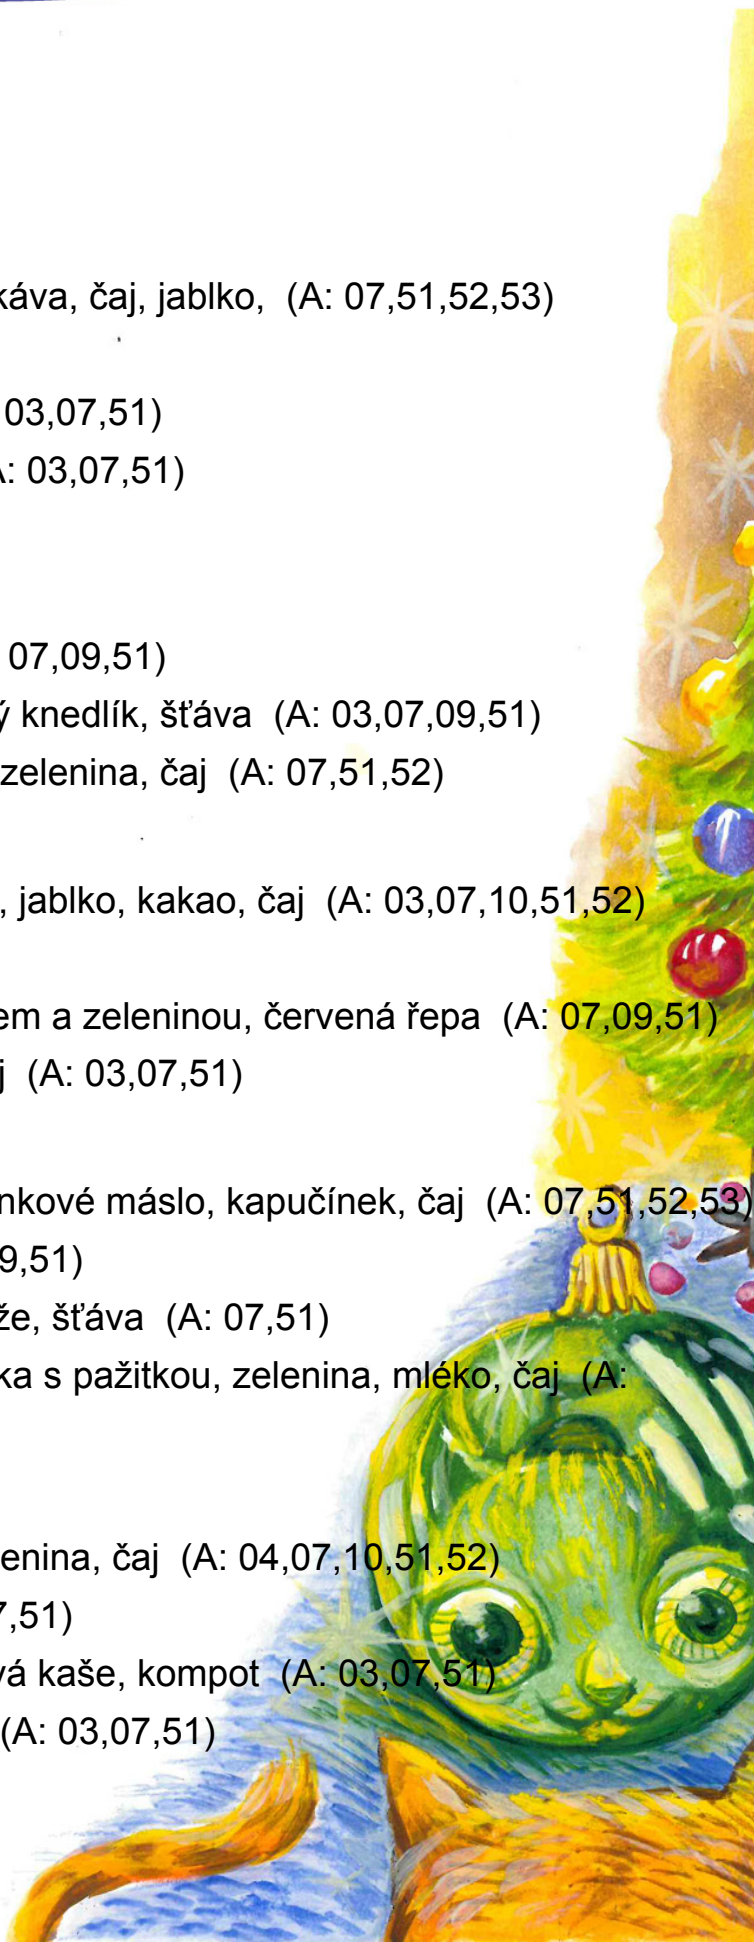 káva, čaj, jablko, (A: 07,51,52,53)
03,07,51)
A: 03,07,51)
07,09,51)
ý knedlík, šťáva (A: 03,07,09,51)
zelenina, čaj (A: 07,51,52)
, jablko, kakao, čaj (A: 03,07,10,51,52)
em a zeleninou, červená řepa (A: 07,09,51)
j (A: 03,07,51)
nkové máslo, kapučínek, čaj (A: 07,51,52,53)
9,51)
že, šťáva (A: 07,51)
ka s pažitkou, zelenina, mléko, čaj (A:
enina, čaj (A: 04,07,10,51,52)
7,51)
vá kaše, kompot (A: 03,07,51)
(A: 03,07,51)